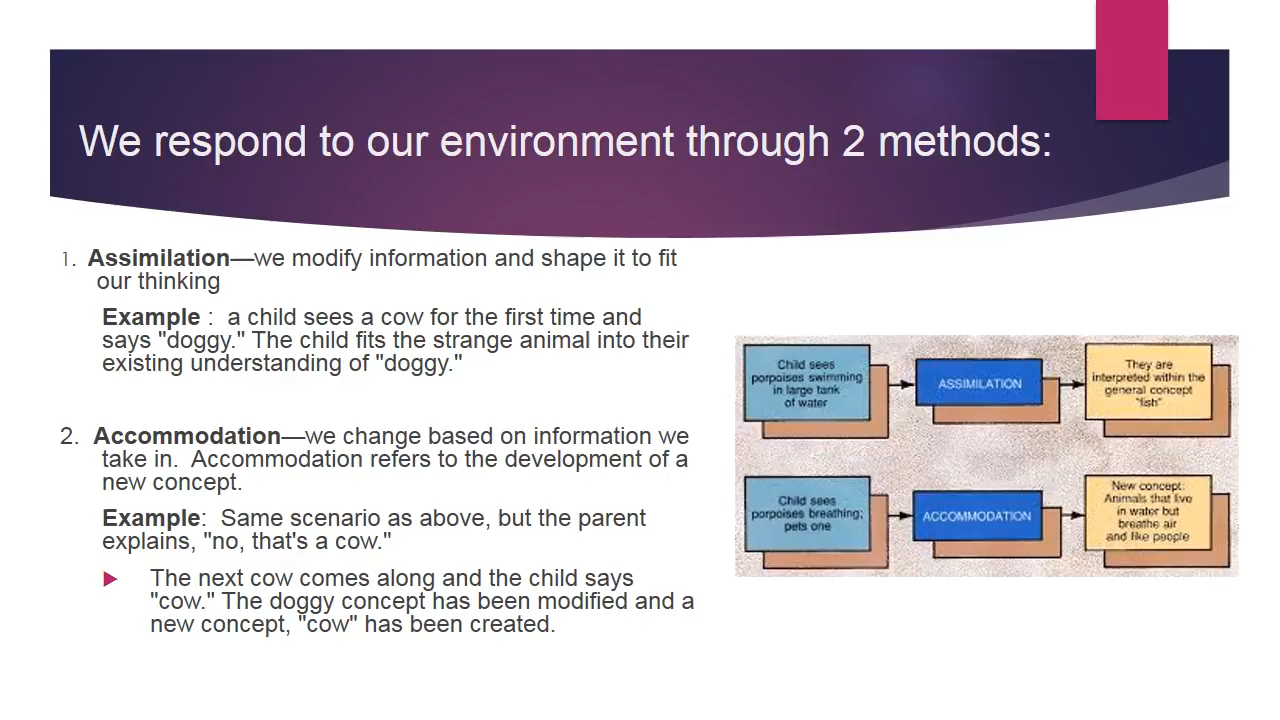 We respond to our environment through 2 methods:
1. Assimilation—we modify information and shape it to fit
our thinking
Example : a child sees a cow for the first time and
says "doggy." The child fits the strange animal into their
existing understanding of "doggy."
2. Accommodation—we change based on information we
take in. Accommodation refers to the development of a
new concept.
Example: Same scenario as above, but the parent
explains, "no, that's a cow."
The next cow comes along and the child says
"cow." The doggy concept has been modified and a
new concept, "cow" has been created.
Child sees
porpoises swimming
in large tank
of water
ASSIMILATION
They are
interpreted within the
general concept
"fish"
Child sees
porpoises breathing;
pets one
ACCOMMODATION
New concept:
Animals that live
in water but
breathe air
and like people